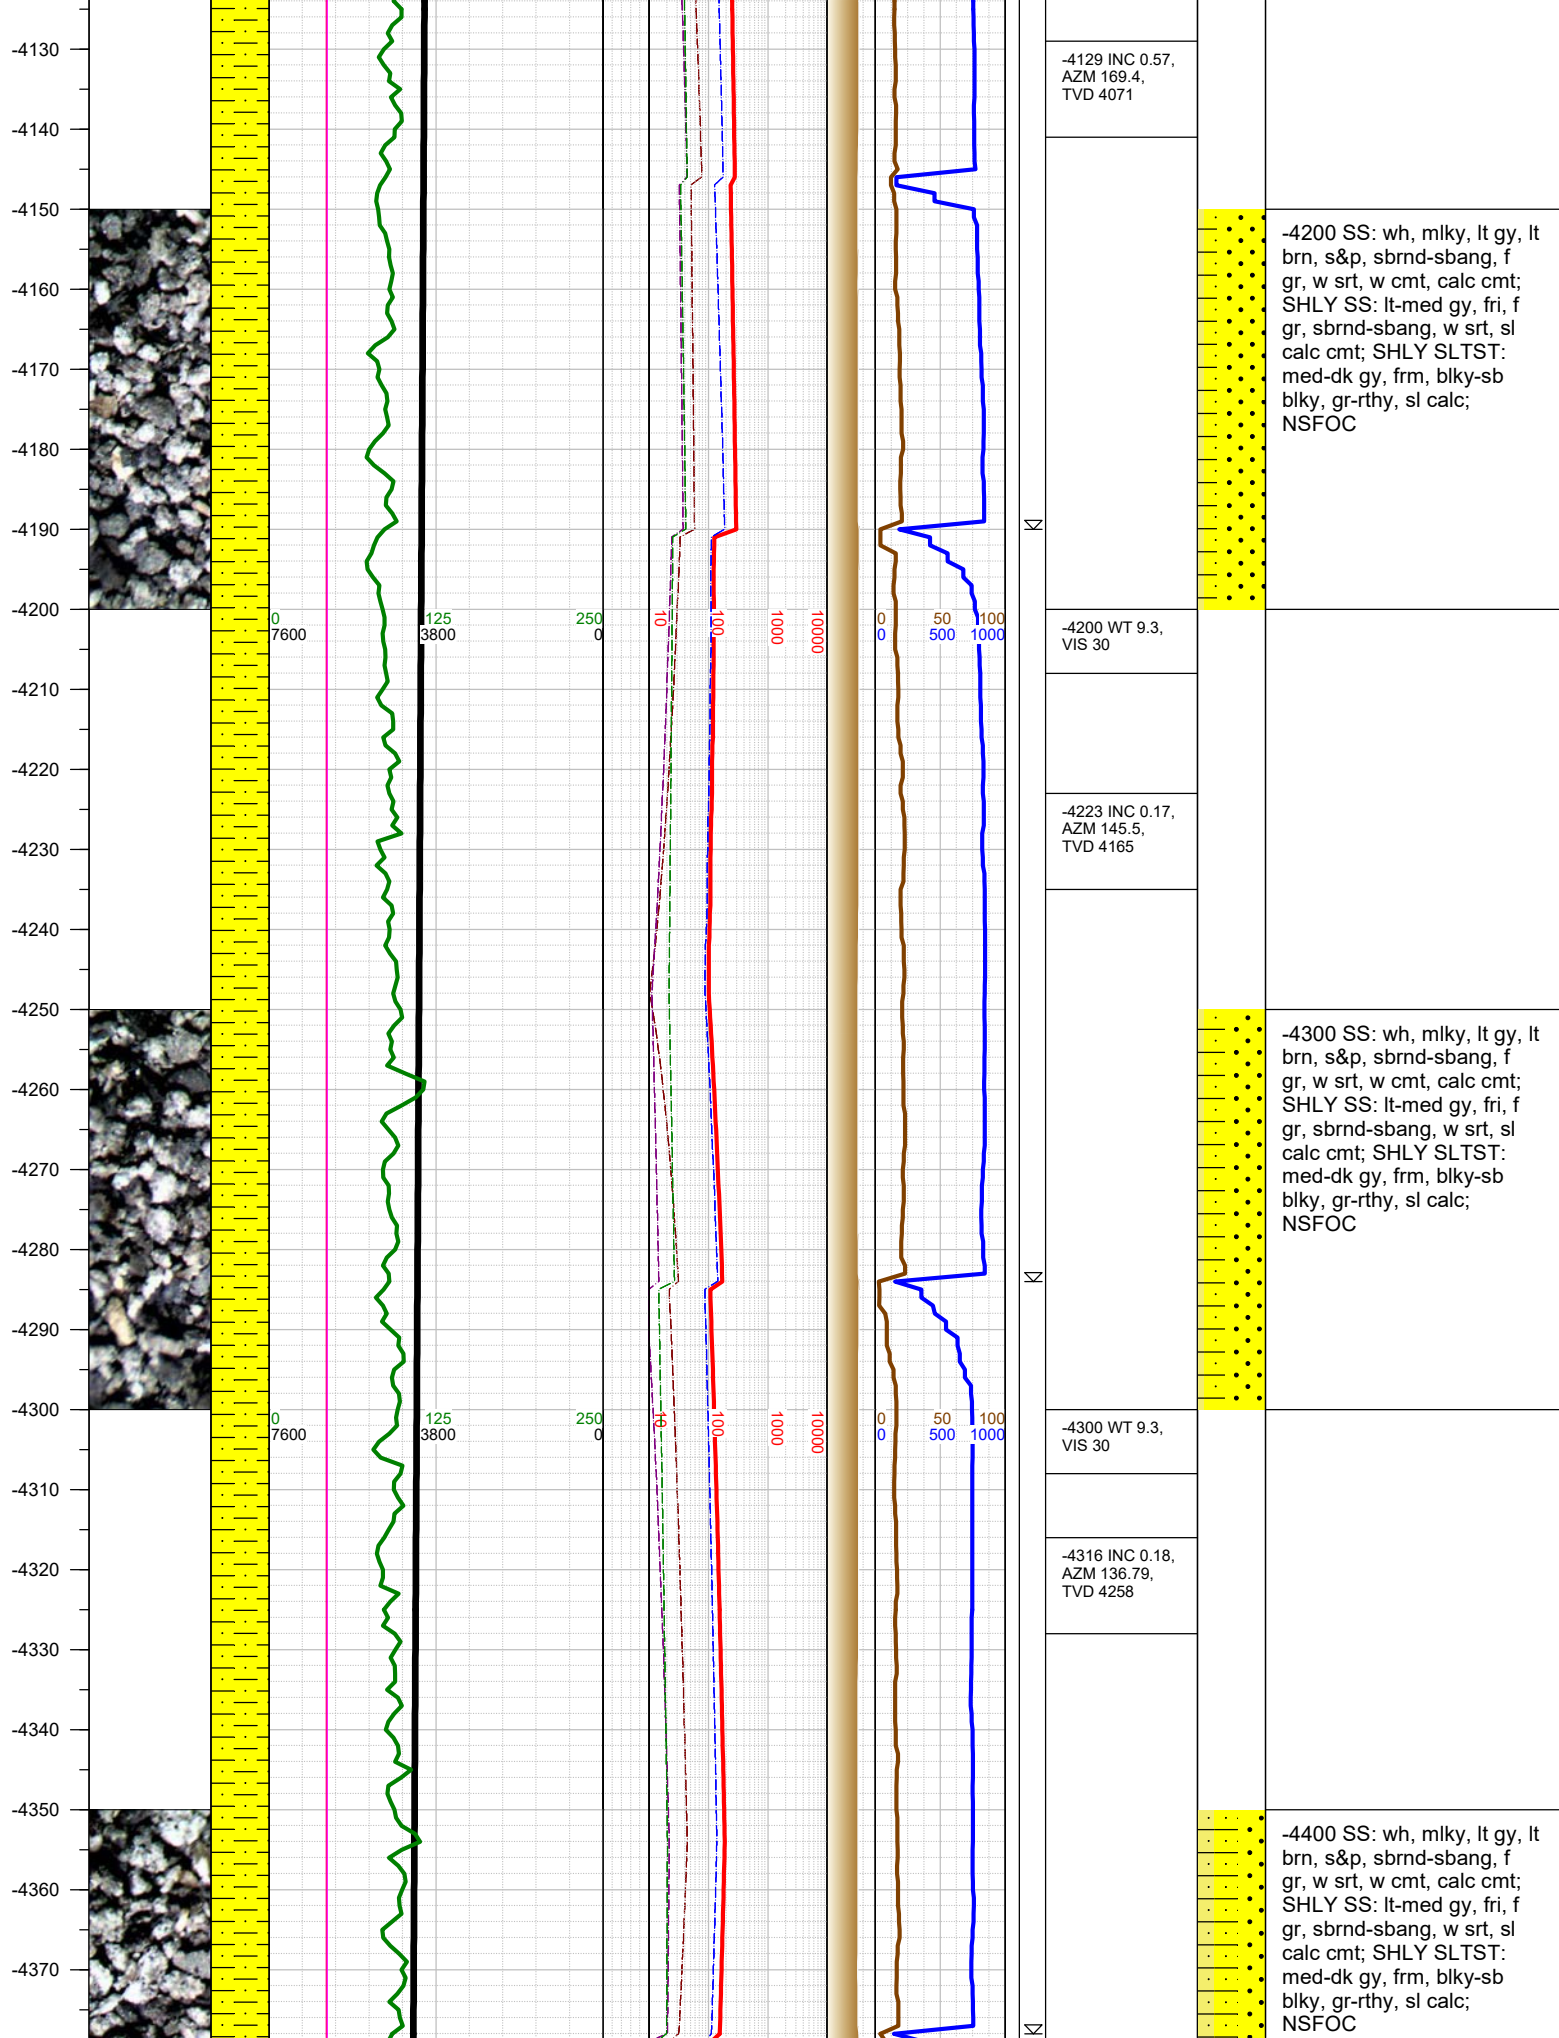 -4130
-4140
-4150
-4160
-4170
-4180
-4190
-4200
-4210
-4220
-4230
-4240
-4250
-4260
-4270
-4280
-4290
-4300
-4310
-4320
-4330
-4340
-4350
-4360
-4370
0 125 250
7600 3800 0
10 100 1000 10000
0 50 100
0 500 1000
0 125 250
7600 3800 0
10 100 1000 10000
0 50 100
0 500 1000
-4129 INC 0.57,
AZM 169.4,
TVD 4071
-4200 WT 9.3,
VIS 30
-4223 INC 0.17,
AZM 145.5,
TVD 4165
-4300 WT 9.3,
VIS 30
-4316 INC 0.18,
AZM 136.79,
TVD 4258
-4200 SS: wh, mlky, lt gy, lt
brn, s&p, sbrnd-sbang, f
gr, w srt, w cmt, calc cmt;
SHLY SS: lt-med gy, fri, f
gr, sbrnd-sbang, w srt, sl
calc cmt; SHLY SLTST:
med-dk gy, frm, blky-sb
blky, gr-rthy, sl calc;
NSFOC
-4300 SS: wh, mlky, lt gy, lt
brn, s&p, sbrnd-sbang, f
gr, w srt, w cmt, calc cmt;
SHLY SS: lt-med gy, fri, f
gr, sbrnd-sbang, w srt, sl
calc cmt; SHLY SLTST:
med-dk gy, frm, blky-sb
blky, gr-rthy, sl calc;
NSFOC
-4400 SS: wh, mlky, lt gy, lt
brn, s&p, sbrnd-sbang, f
gr, w srt, w cmt, calc cmt;
SHLY SS: lt-med gy, fri, f
gr, sbrnd-sbang, w srt, sl
calc cmt; SHLY SLTST:
med-dk gy, frm, blky-sb
blky, gr-rthy, sl calc;
NSFOC